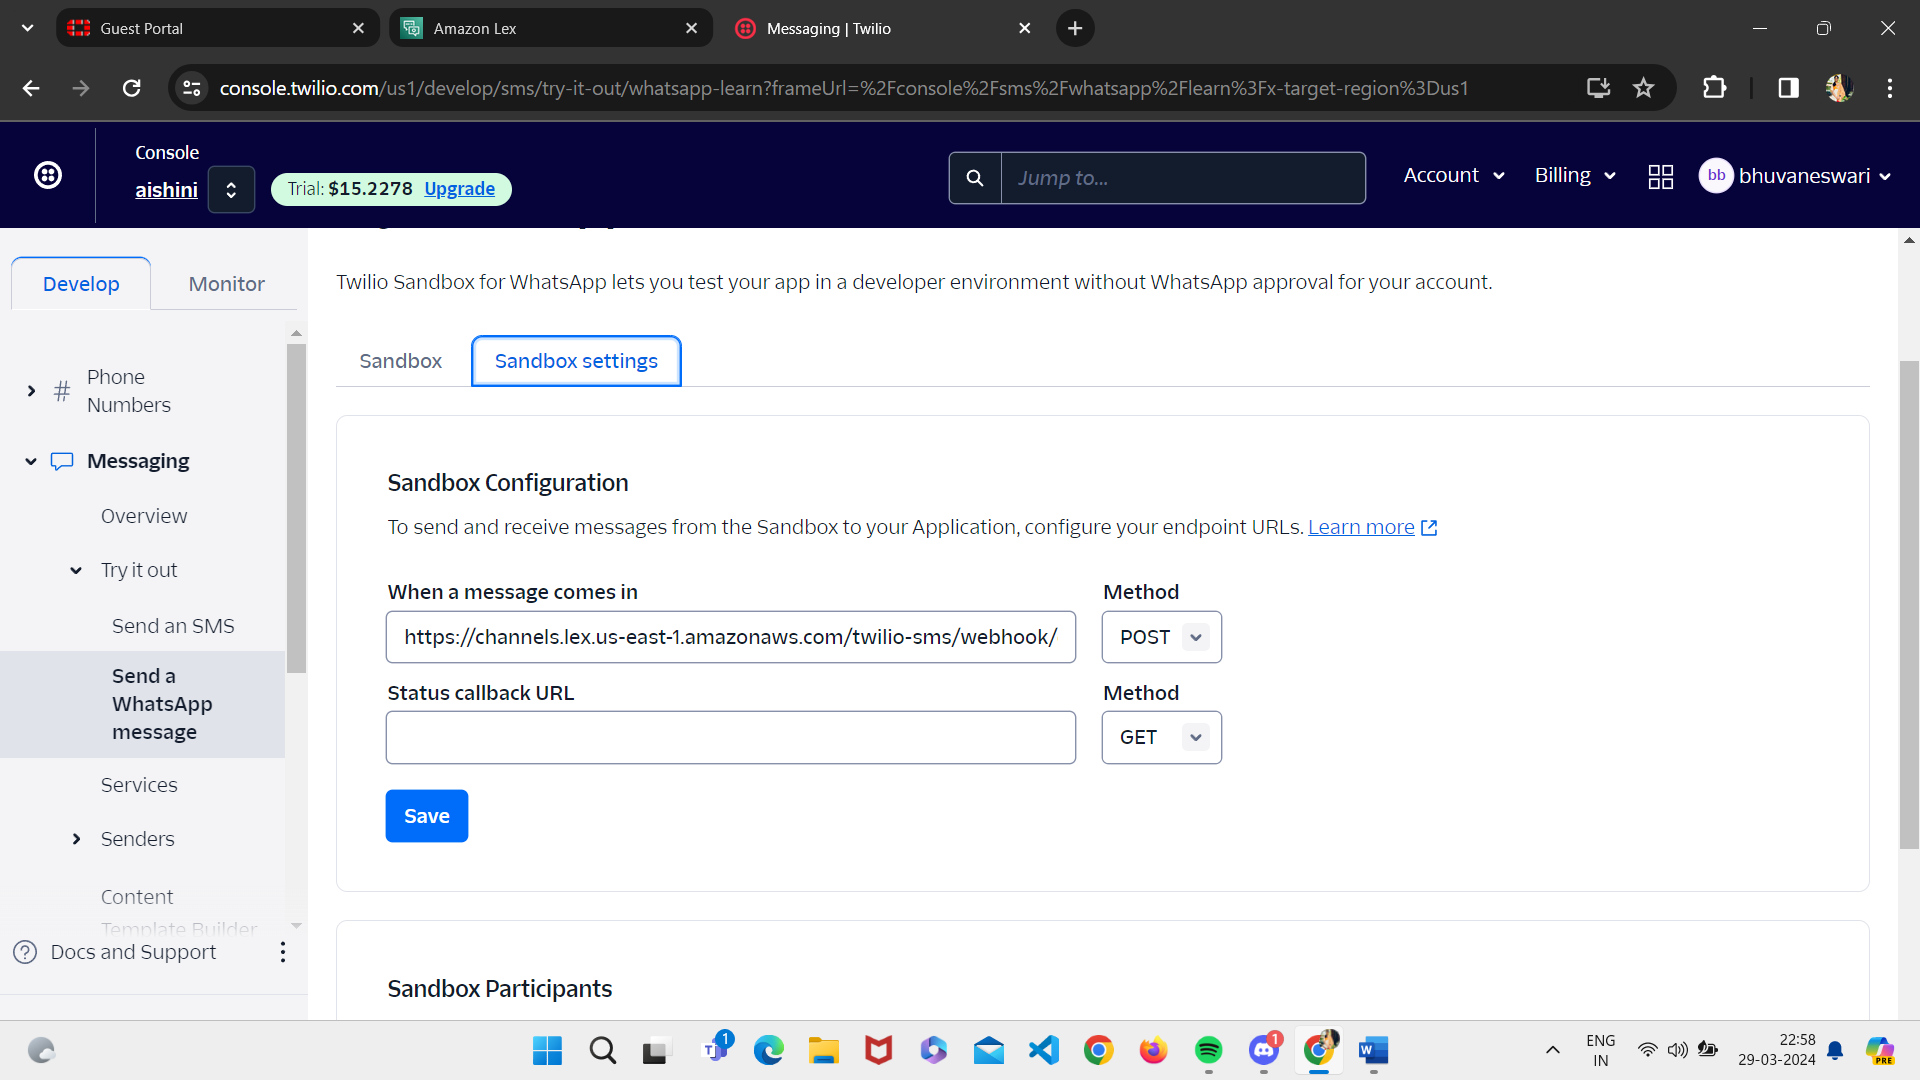 Guest Portal
Amazon Lex
Messaging | Twilio
console.twilio.com/us1/develop/sms/try-it-out/whatsapp-learn?frameUrl=%2Fconsole%2Fsms%2Fwhatsapp%2Flearn%3Fx-target-region%3Dus1
Console
aishini
Trial: $15.2278 Upgrade
Jump to...
Account
Billing
bb
bhuvaneswari
Develop
Monitor
Phone
Numbers
Messaging
Overview
Try it out
Send an SMS
Send a
WhatsApp
message
Services
Senders
Content
Template Builder
Docs and Support
Twilio Sandbox for WhatsApp lets you test your app in a developer environment without WhatsApp approval for your account.
Sandbox
Sandbox settings
Sandbox Configuration
To send and receive messages from the Sandbox to your Application, configure your endpoint URLs. Learn more
When a message comes in
Method
https://channels.lex.us-east-1.amazonaws.com/twilio-sms/webhook/
POST
Status callback URL
Method
GET
Save
Sandbox Participants
1
1
ENG
IN
22:58
29-03-2024
PRE